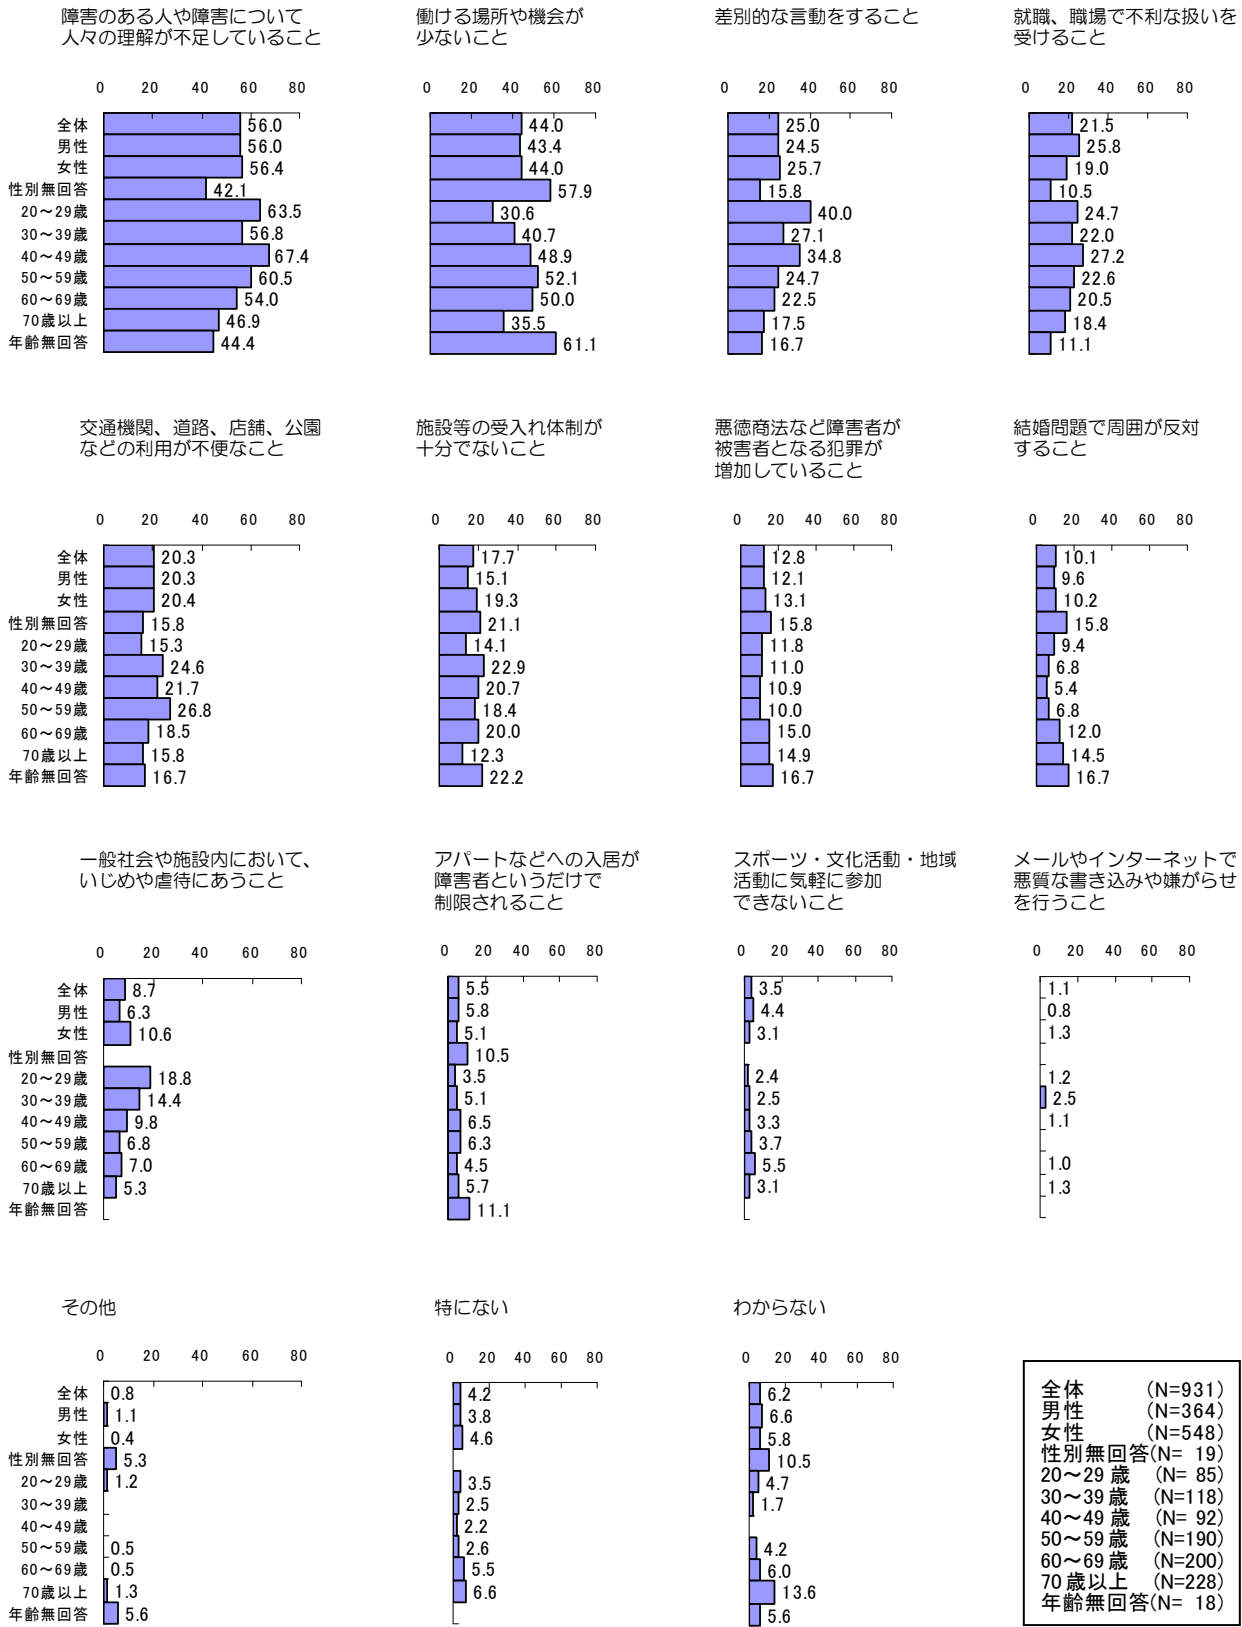 障害のある人や障害について
人々の理解が不足していること
働ける場所や機会が
少ないこと
差別的な言動をすること
就職、職場で不利な扱いを
受けること
0 20 40 60 80 0 20 40 60 80 0 20 40 60 80 0 20 40 60 80
全体 56.0 44.0 25.0 21.5
男性 56.0 43.4 24.5 25.8
女性 56.4 44.0 25.7 19.0
性別無回答 42.1 57.9 15.8 10.5
20～29歳 63.5 30.6 40.0 24.7
30～39歳 56.8 40.7 27.1 22.0
40～49歳 67.4 48.9 34.8 27.2
50～59歳 60.5 52.1 24.7 22.6
60～69歳 54.0 50.0 22.5 20.5
70歳以上 46.9 35.5 17.5 18.4
年齢無回答 44.4 61.1 16.7 11.1
交通機関、道路、店舗、公園
などの利用が不便なこと
施設等の受入れ体制が
十分でないこと
悪徳商法など障害者が
被害者となる犯罪が
増加していること
結婚問題で周囲が反対
すること
0 20 40 60 80 0 20 40 60 80 0 20 40 60 80 0 20 40 60 80
全体 20.3 17.7 12.8 10.1
男性 20.3 15.1 12.1 9.6
女性 20.4 19.3 13.1 10.2
性別無回答 15.8 21.1 15.8 15.8
20～29歳 15.3 14.1 11.8 9.4
30～39歳 24.6 22.9 11.0 6.8
40～49歳 21.7 20.7 10.9 5.4
50～59歳 26.8 18.4 10.0 6.8
60～69歳 18.5 20.0 15.0 12.0
70歳以上 15.8 12.3 14.9 14.5
年齢無回答 16.7 22.2 16.7 16.7
一般社会や施設内において、
いじめや虐待にあうこと
アパートなどへの入居が
障害者というだけで
制限されること
スポーツ・文化活動・地域
活動に気軽に参加
できないこと
メールやインターネットで
悪質な書き込みや嫌がらせ
を行うこと
0 20 40 60 80 0 20 40 60 80 0 20 40 60 80 0 20 40 60 80
全体 8.7 5.5 3.5 1.1
男性 6.3 5.8 4.4 0.8
女性 10.6 5.1 3.1 1.3
性別無回答 10.5
20～29歳 18.8 3.5 2.4 1.2
30～39歳 14.4 5.1 2.5 2.5
40～49歳 9.8 6.5 3.3 1.1
50～59歳 6.8 6.3 3.7
60～69歳 7.0 4.5 5.5 1.0
70歳以上 5.3 5.7 3.1 1.3
年齢無回答 11.1
その他
特にない
わからない
0 20 40 60 80 0 20 40 60 80 0 20 40 60 80
全体 0.8 4.2 6.2
男性 1.1 3.8 6.6
女性 0.4 4.6 5.8
性別無回答 5.3 10.5
20～29歳 1.2 3.5 4.7
30～39歳 2.5 1.7
40～49歳 2.2
50～59歳 0.5 2.6 4.2
60～69歳 0.5 5.5 6.0
70歳以上 1.3 6.6 13.6
年齢無回答 5.6 5.6
全体 (N=931)
男性 (N=364)
女性 (N=548)
性別無回答(N= 19)
20～29歳 (N= 85)
30～39歳 (N=118)
40～49歳 (N= 92)
50～59歳 (N=190)
60～69歳 (N=200)
70歳以上 (N=228)
年齢無回答(N= 18)